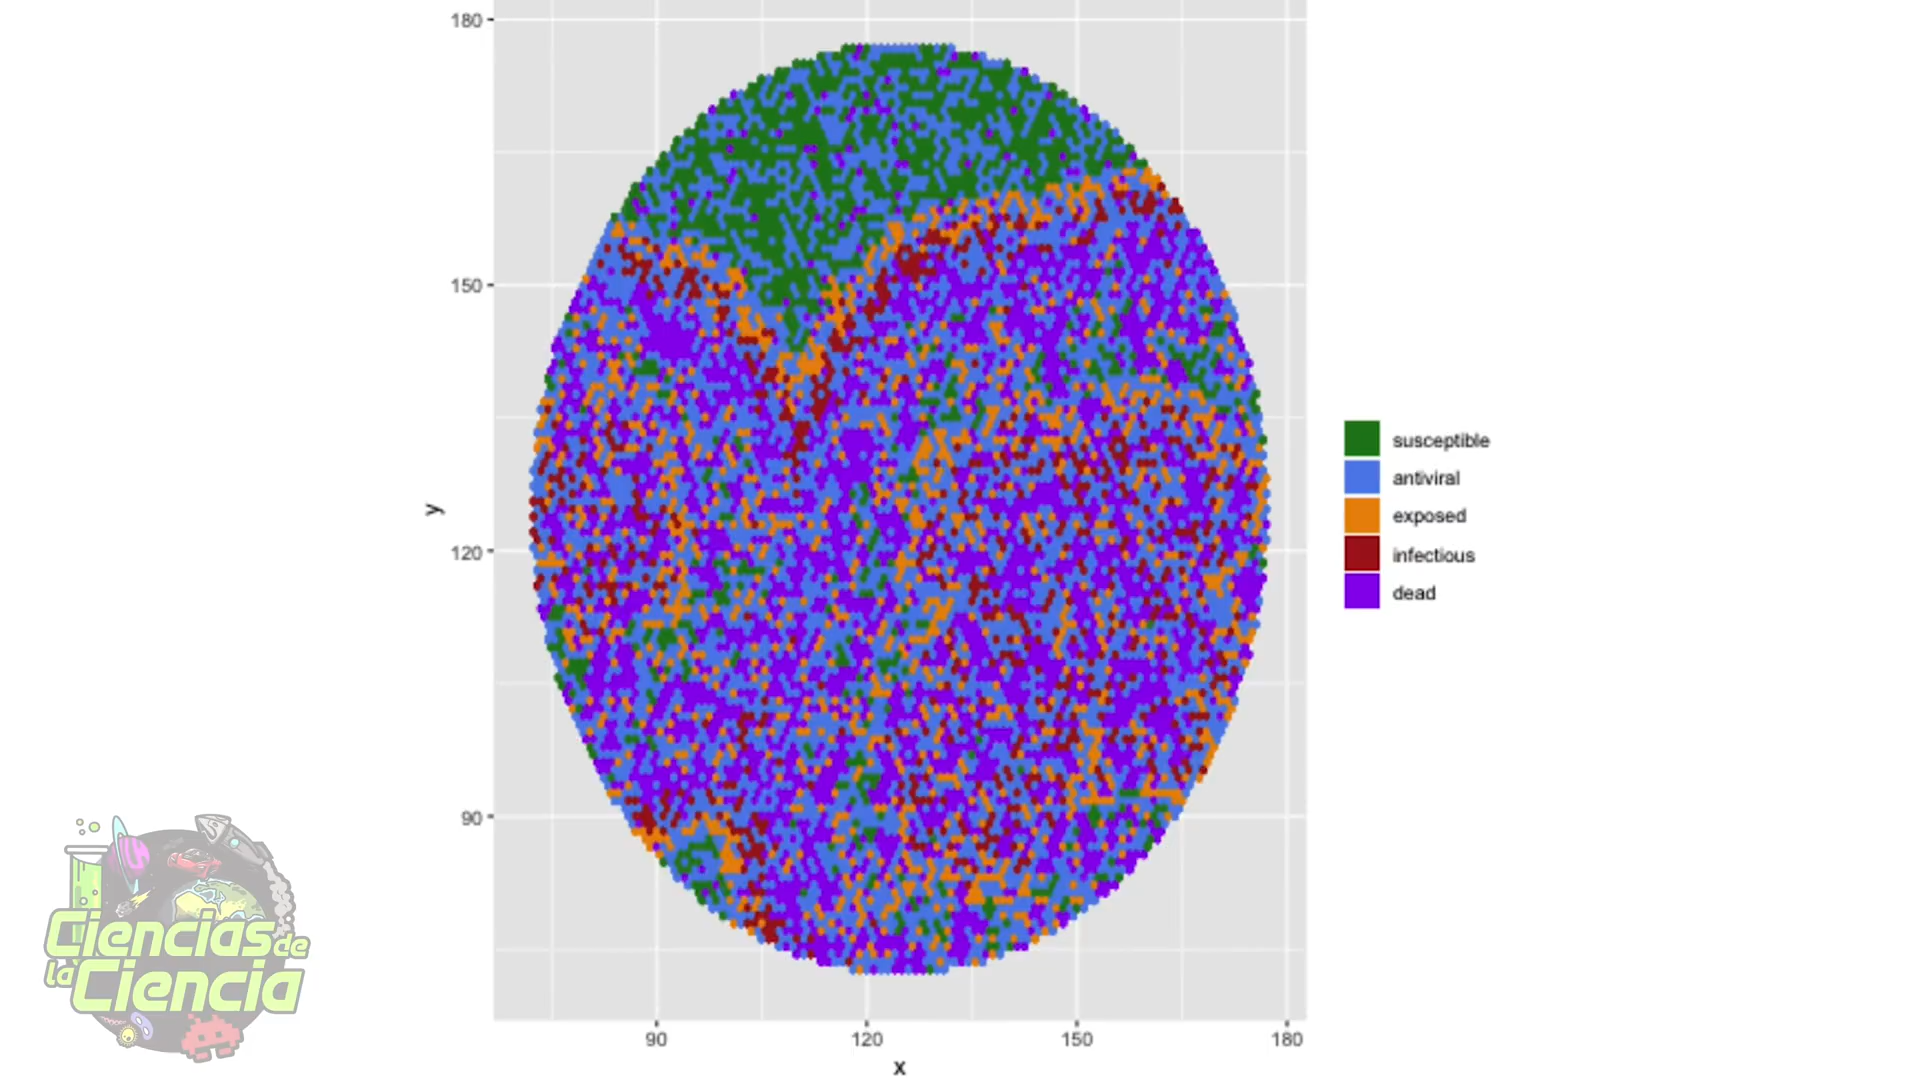 180
150
120
90
y
90
120
150
180
x
susceptible
antiviral
exposed
infectious
dead
Ciencias de
la Ciencia